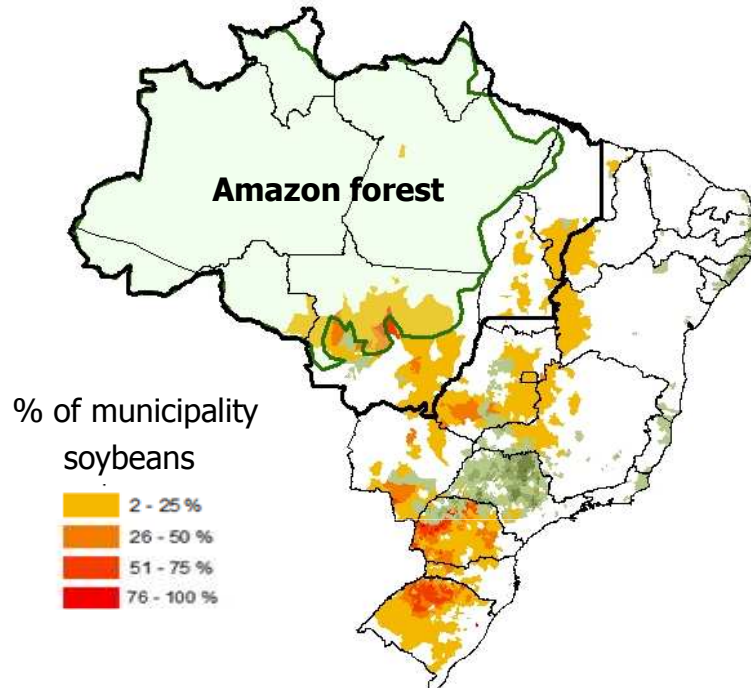 Amazon forest
% of municipality
soybeans
2 - 25 %
26 - 50 %
51 - 75 %
76 - 100 %